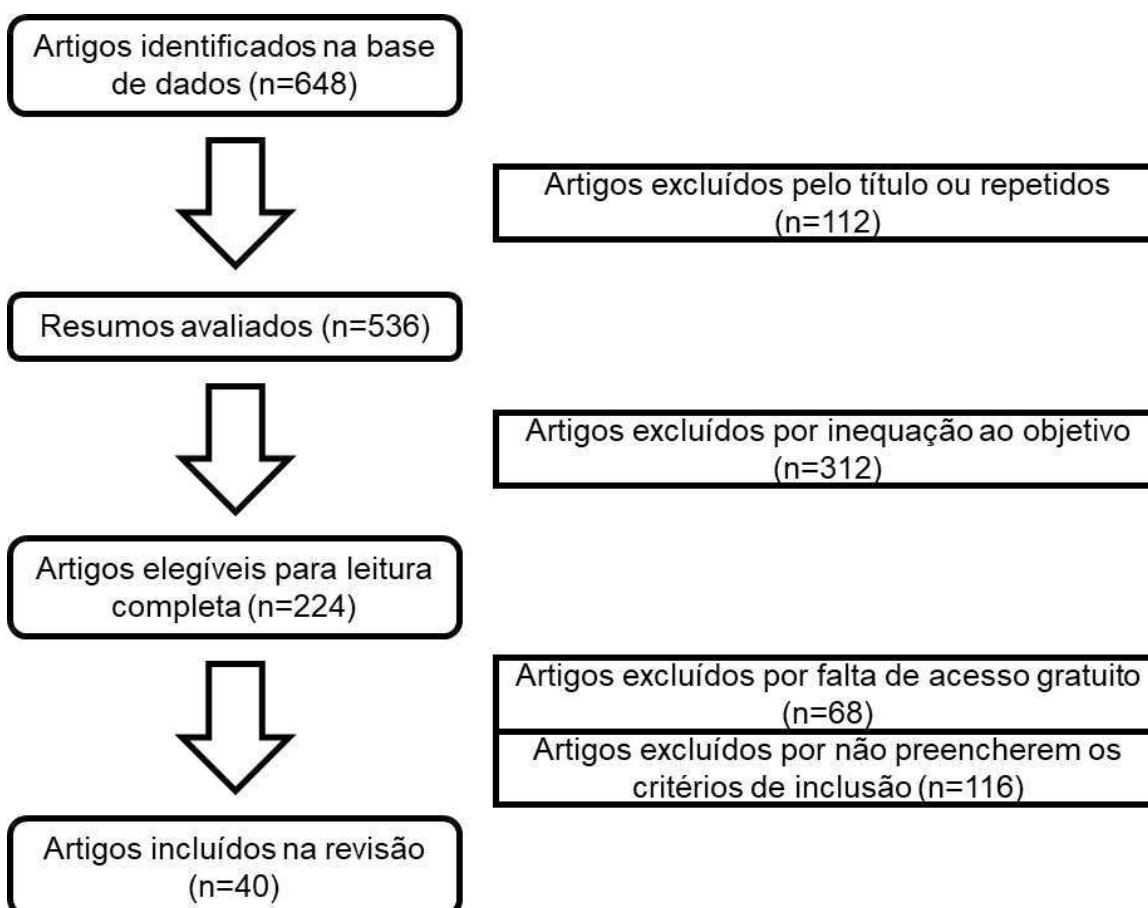 Artigos identificados na base
de dados (n=648)
Artigos excluídos pelo título ou repetidos
(n=112)
Resumos avaliados (n=536)
Artigos excluídos por inequação ao objetivo
(n=312)
Artigos elegíveis para leitura
completa (n=224)
Artigos excluídos por falta de acesso gratuito
(n=68)
Artigos excluídos por não preencherem os
critérios de inclusão (n=116)
Artigos incluídos na revisão
(n=40)